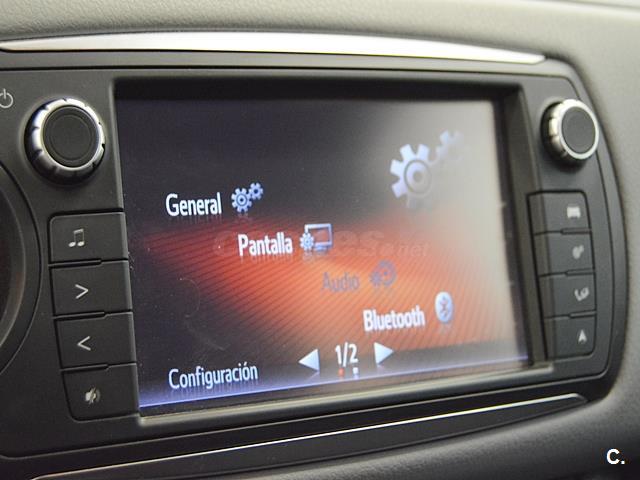 General
Pantalla
Audio
Bluetooth
1/2
Configuración
C.